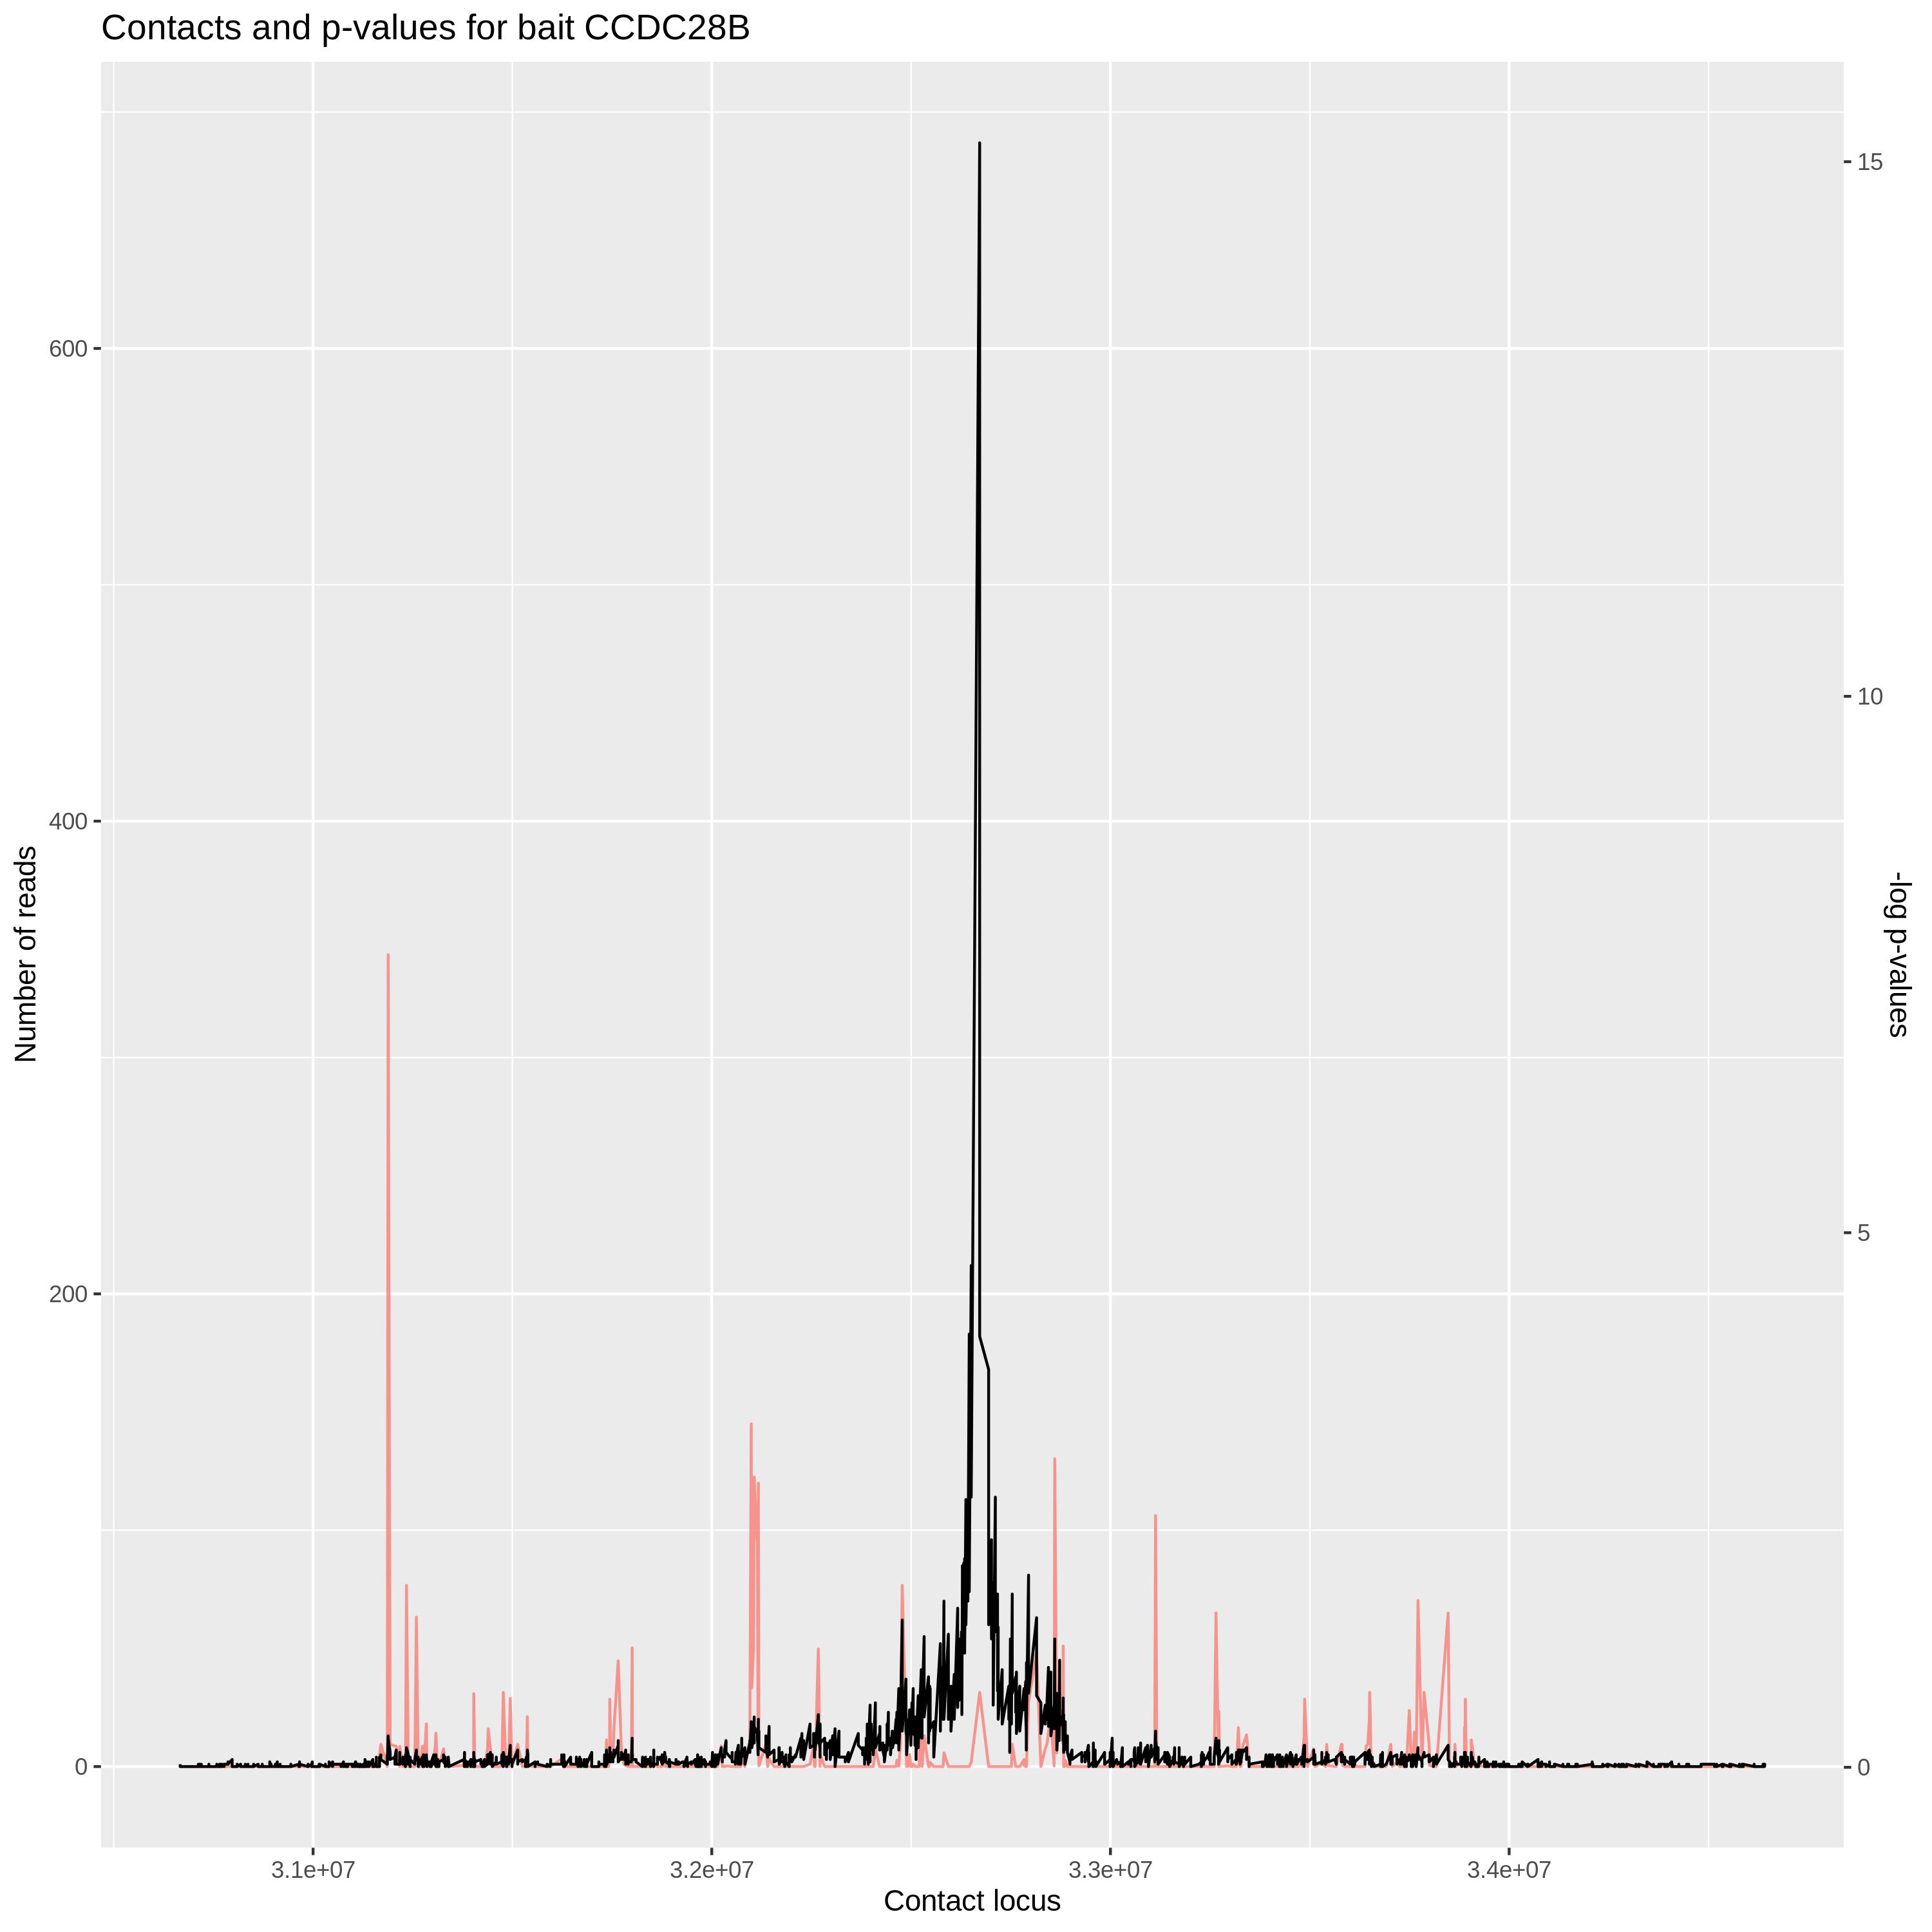 Contacts and p-values for bait CCDC28B
Number of reads
600
400
200
0
15
10
5
0
-log p-values
3.1e+07
3.2e+07
3.3e+07
3.4e+07
Contact locus